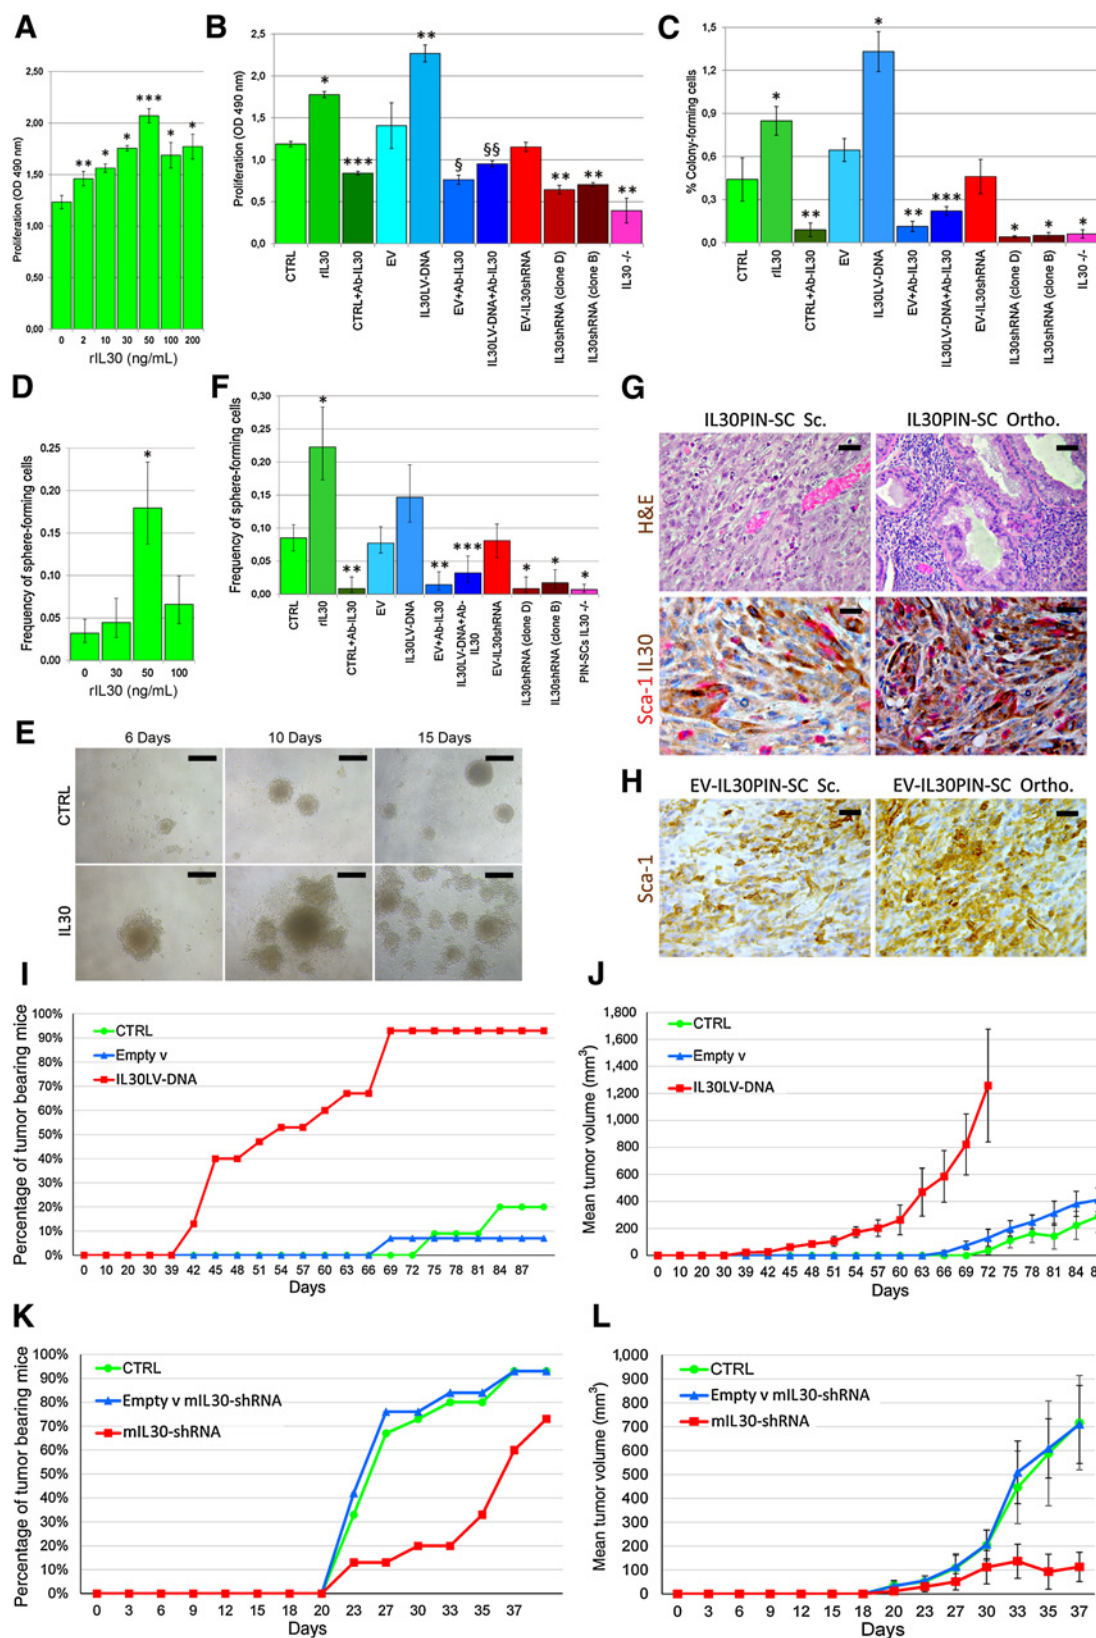 A
Proliferation (OD 490 nm)
2,50
2,00
1,50
1,00
0,50
0,00
** * * *** * *
0 2 10 30 50 100 200
rIL30 (ng/mL)
B
Proliferation (OD 490 nm)
2,5
2,0
1,5
1,0
0,5
0,0
* *** ** § §§ ** ** **
CTRL
rIL30
CTRL+Ab-IL30
EV
IL30LV-DNA
EV+Ab-IL30
IL30LV-DNA+Ab-IL30
EV-IL30shRNA
IL30shRNA (clone D)
IL30shRNA (clone B)
IL30 -/-
C
% Colony-forming cells
1,5
1,2
0,9
0,6
0,3
0,0
* ** * ** *** * * *
CTRL
rIL30
CTRL+Ab-IL30
EV
IL30LV-DNA
EV+Ab-IL30
IL30LV-DNA+Ab-IL30
EV-IL30shRNA
IL30shRNA (clone D)
IL30shRNA (clone B)
IL30 -/-
D
Frequency of sphere-forming cells
0.25
0.20
0.15
0.10
0.05
0.00
*
0 30 50 100
rIL30 (ng/mL)
F
Frequency of sphere-forming cells
0,30
0,25
0,20
0,15
0,10
0,05
0,00
* ** ** *** * * *
CTRL
rIL30
CTRL+Ab-IL30
EV
IL30LV-DNA
EV+Ab-IL30
IL30LV-DNA+Ab-
IL30
EV-IL30shRNA
IL30shRNA (clone D)
IL30shRNA (clone B)
PIN-SCs IL30 -/-
G
IL30PIN-SC Sc. IL30PIN-SC Ortho.
H&E
Sca-1 IL30
E
6 Days 10 Days 15 Days
CTRL
IL30
H
EV-IL30PIN-SC Sc. EV-IL30PIN-SC Ortho.
Sca-1
I
Percentage of tumor bearing mice
100%
90%
80%
70%
60%
50%
40%
30%
20%
10%
0%
CTRL
Empty v
IL30LV-DNA
0 10 20 30 39 42 45 48 51 54 57 60 63 66 69 72 75 78 81 84 87
Days
J
Mean tumor volume (mm³)
1,800
1,600
1,400
1,200
1,000
800
600
400
200
0
CTRL
Empty v
IL30LV-DNA
0 10 20 30 39 42 45 48 51 54 57 60 63 66 69 72 75 78 81 84 8
Days
K
Percentage of tumor bearing mice
100%
90%
80%
70%
60%
50%
40%
30%
20%
10%
0%
CTRL
Empty v mIL30-shRNA
mIL30-shRNA
0 3 6 9 12 15 18 20 23 27 30 33 35 37
Days
L
Mean tumor volume (mm³)
1,000
900
800
700
600
500
400
300
200
100
0
CTRL
Empty v mIL30-shRNA
mIL30-shRNA
0 3 6 9 12 15 18 20 23 27 30 33 35 37
Days